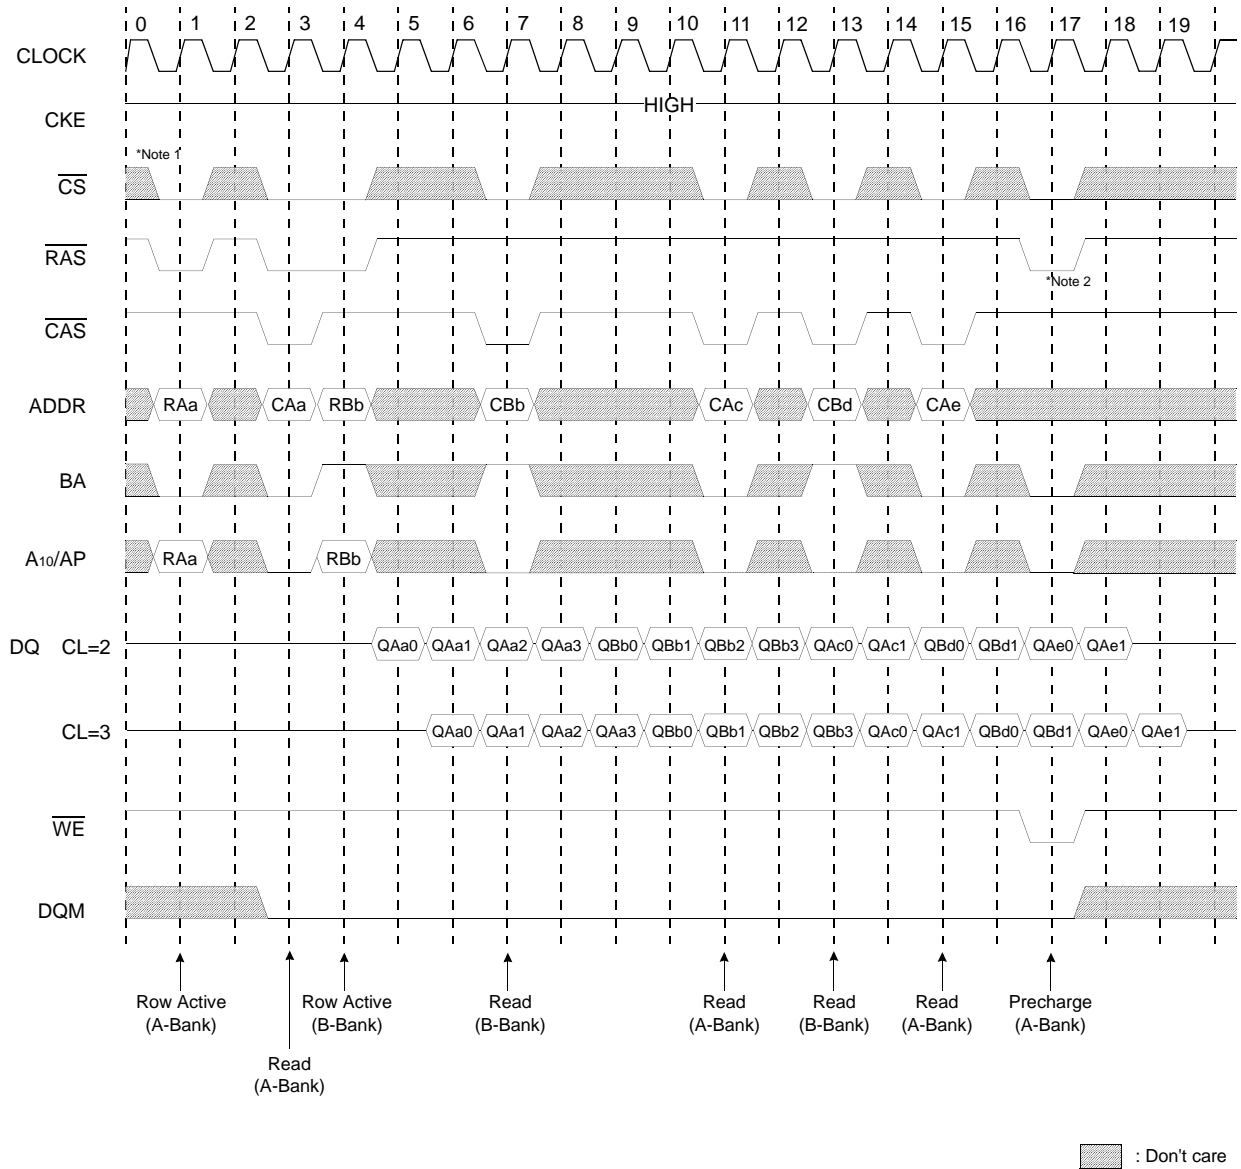 0 1 2 3 4 5 6 7 8 9 10 11 12 13 14 15 16 17 18 19
CLOCK
HIGH
CKE
*Note 1
CS
RAS
*Note 2
CAS
ADDR RAa CAa RBb CBb CAc CBd CAe
BA
A10/AP RAa RBb
DQ CL=2 QAa0 QAa1 QAa2 QAa3 QBb0 QBb1 QBb2 QBb3 QAc0 QAc1 QBd0 QBd1 QAe0 QAe1
CL=3 QAa0 QAa1 QAa2 QAa3 QBb0 QBb1 QBb2 QBb3 QAc0 QAc1 QBd0 QBd1 QAe0 QAe1
WE
DQM
Row Active Row Active Read Read Read Read Precharge
(A-Bank) (B-Bank) (B-Bank) (A-Bank) (B-Bank) (A-Bank) (A-Bank)
Read
(A-Bank)
: Don't care